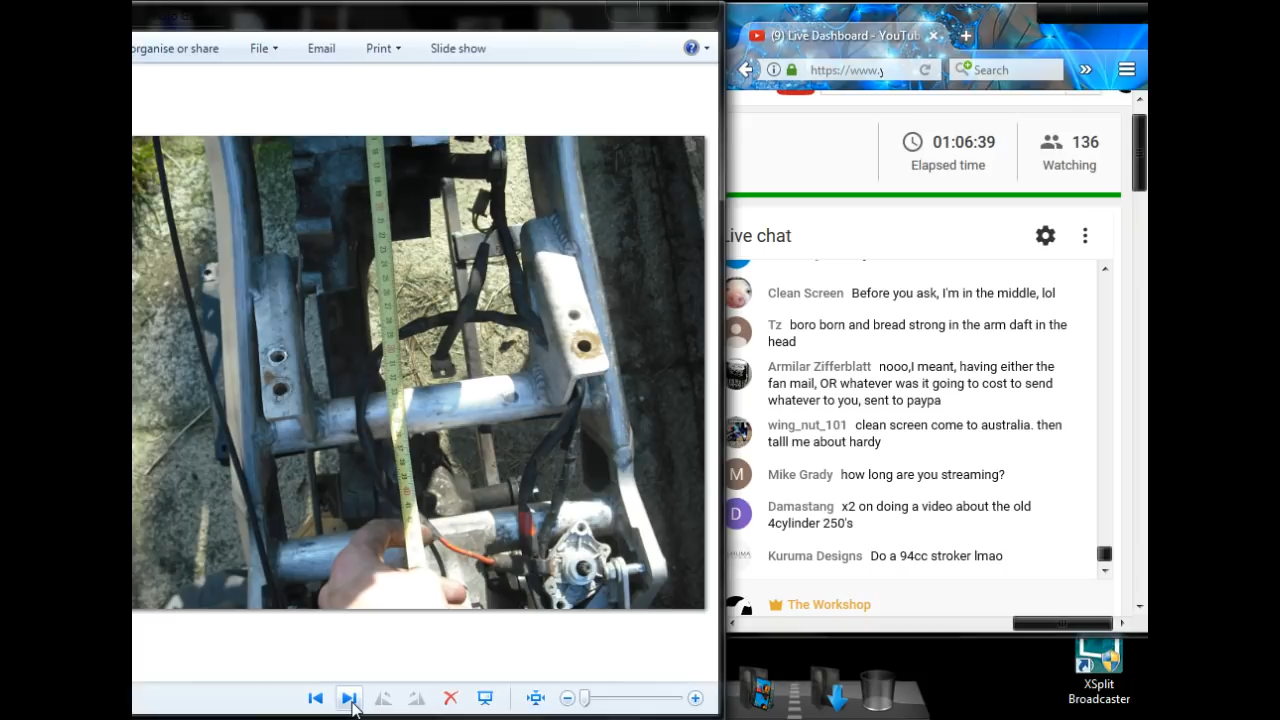 organise or share
File
Email
Print
Slide show
(9) Live Dashboard - YouTub
https://www.y
Search
01:06:39
Elapsed time
136
Watching
Live chat
Clean Screen Before you ask, I'm in the middle, lol
Tz boro born and bread strong in the arm daft in the
head
Armilar Zifferblatt nooo,I meant, having either the
fan mail, OR whatever was it going to cost to send
whatever to you, sent to paypa
wing_nut_101 clean screen come to australia. then
talll me about hardy
M
Mike Grady how long are you streaming?
D
Damastang x2 on doing a video about the old
4cylinder 250's
Kuruma Designs Do a 94cc stroker lmao
The Workshop
XSplit
Broadcaster